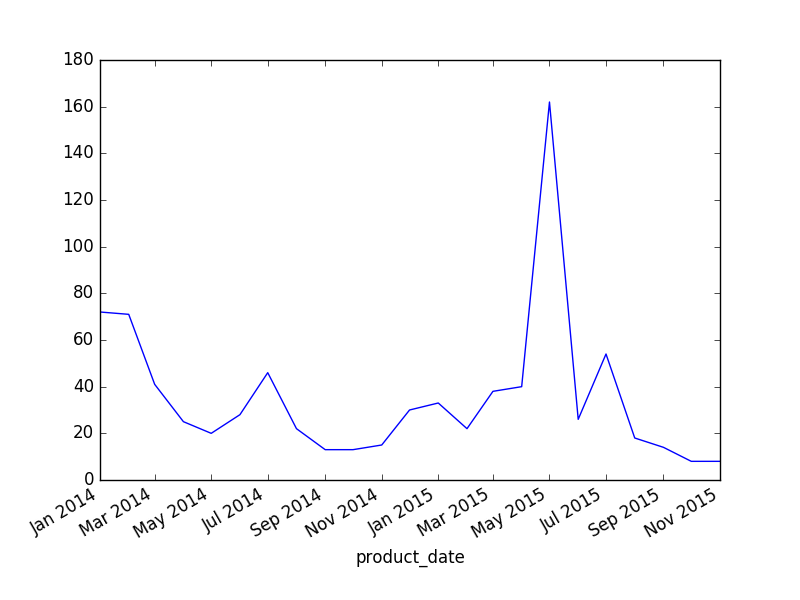 180
160
140
120
100
80
60
40
20
0
Jan 2014
Mar 2014
May 2014
Jul 2014
Sep 2014
Nov 2014
Jan 2015
Mar 2015
May 2015
Jul 2015
Sep 2015
Nov 2015
product_date